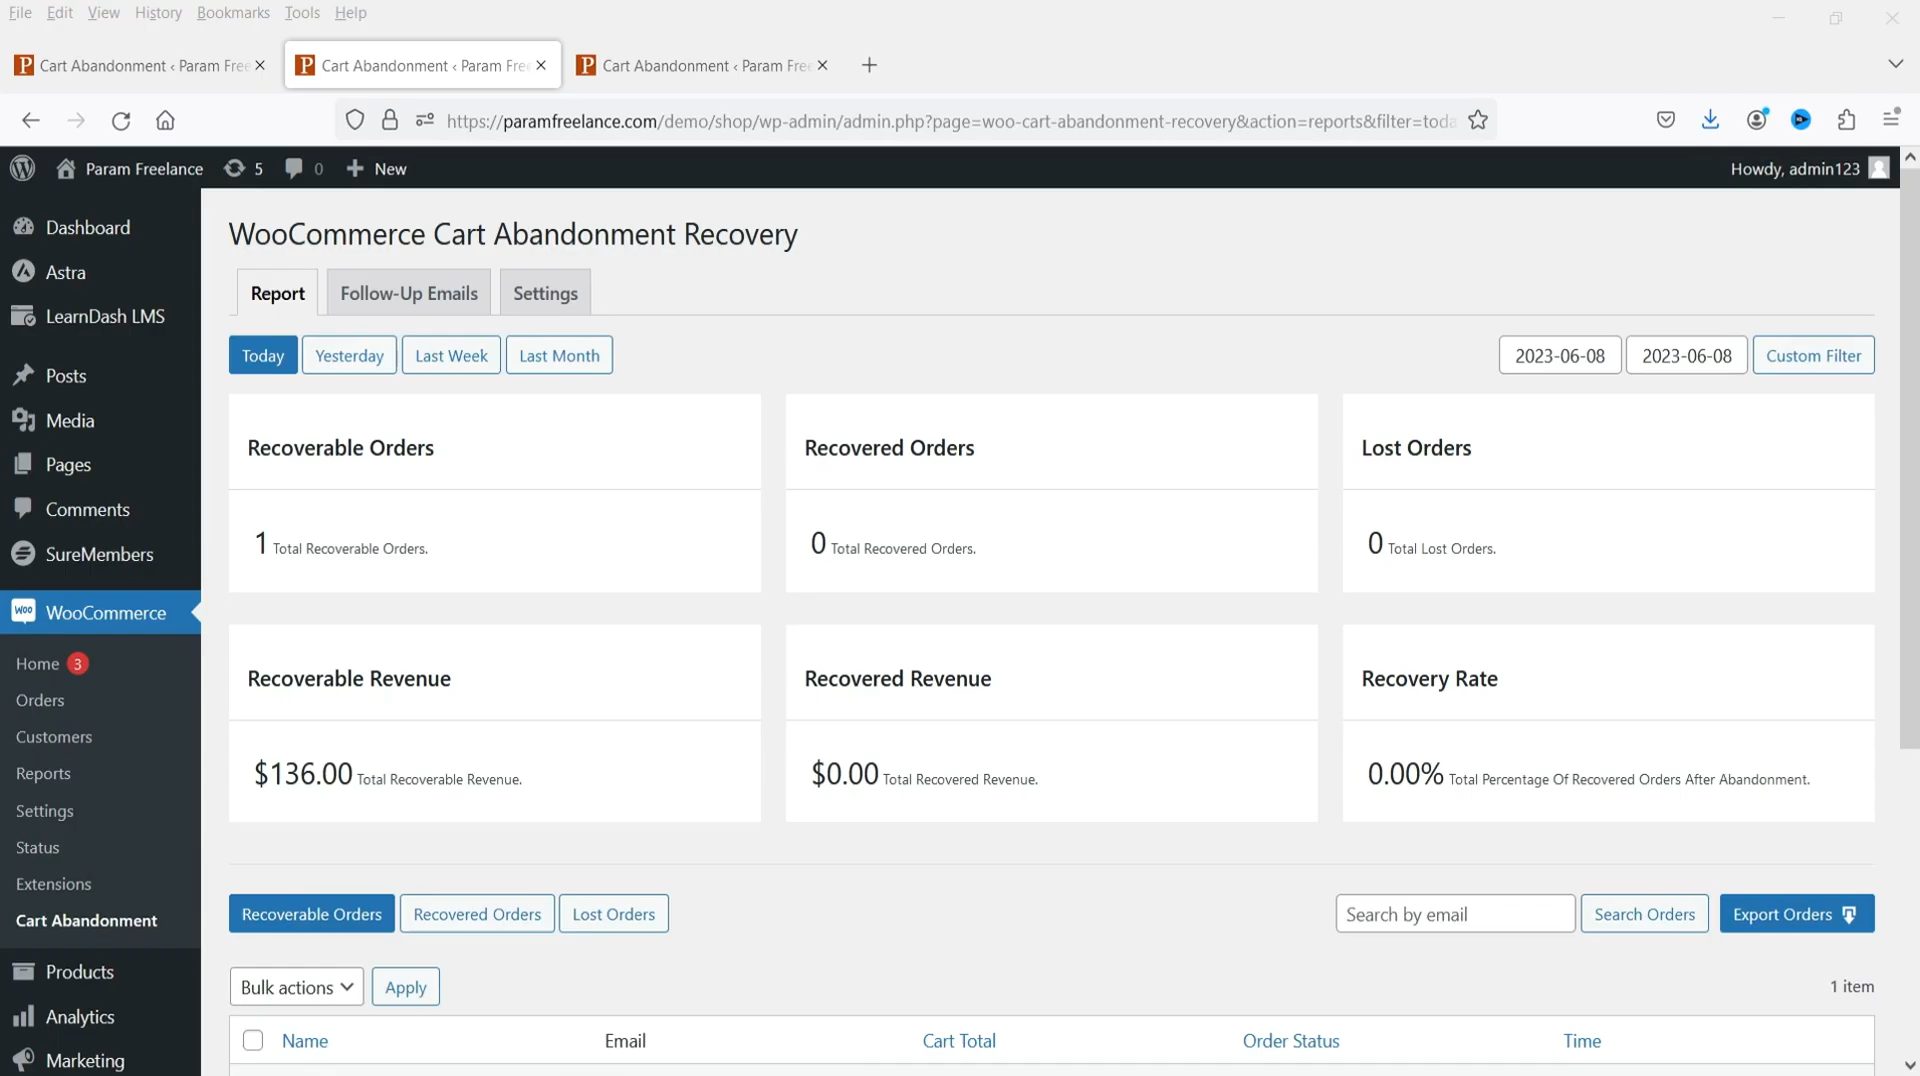 File Edit View History Bookmarks Tools Help
Cart Abandonment ‹ Param Free
Cart Abandonment ‹ Param Fre
Cart Abandonment ‹ Param Free
https://paramfreelance.com/demo/shop/wp-admin/admin.php?page=woo-cart-abandonment-recovery&action=reports&filter=toda
Param Freelance 5 0 New Howdy, admin123
Dashboard
Astra
LearnDash LMS
Posts
Media
Pages
Comments
SureMembers
WooCommerce
Home 3
Orders
Customers
Reports
Settings
Status
Extensions
Cart Abandonment
Products
Analytics
Marketing
WooCommerce Cart Abandonment Recovery
Report Follow-Up Emails Settings
Today Yesterday Last Week Last Month 2023-06-08 2023-06-08 Custom Filter
Recoverable Orders Recovered Orders Lost Orders
1 Total Recoverable Orders. 0 Total Recovered Orders. 0 Total Lost Orders.
Recoverable Revenue Recovered Revenue Recovery Rate
$136.00 Total Recoverable Revenue. $0.00 Total Recovered Revenue. 0.00% Total Percentage Of Recovered Orders After Abandonment.
Recoverable Orders Recovered Orders Lost Orders Search by email Search Orders Export Orders
Bulk actions Apply 1 item
Name Email Cart Total Order Status Time